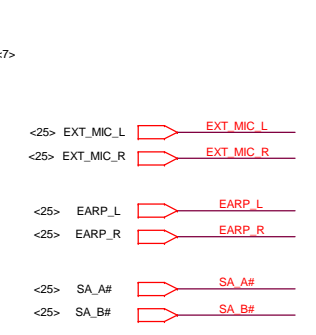 <7>
<25> EXT_MIC_L EXT_MIC_L
<25> EXT_MIC_R EXT_MIC_R
<25> EARP_L EARP_L
<25> EARP_R EARP_R
<25> SA_A# SA_A#
<25> SA_B# SA_B#